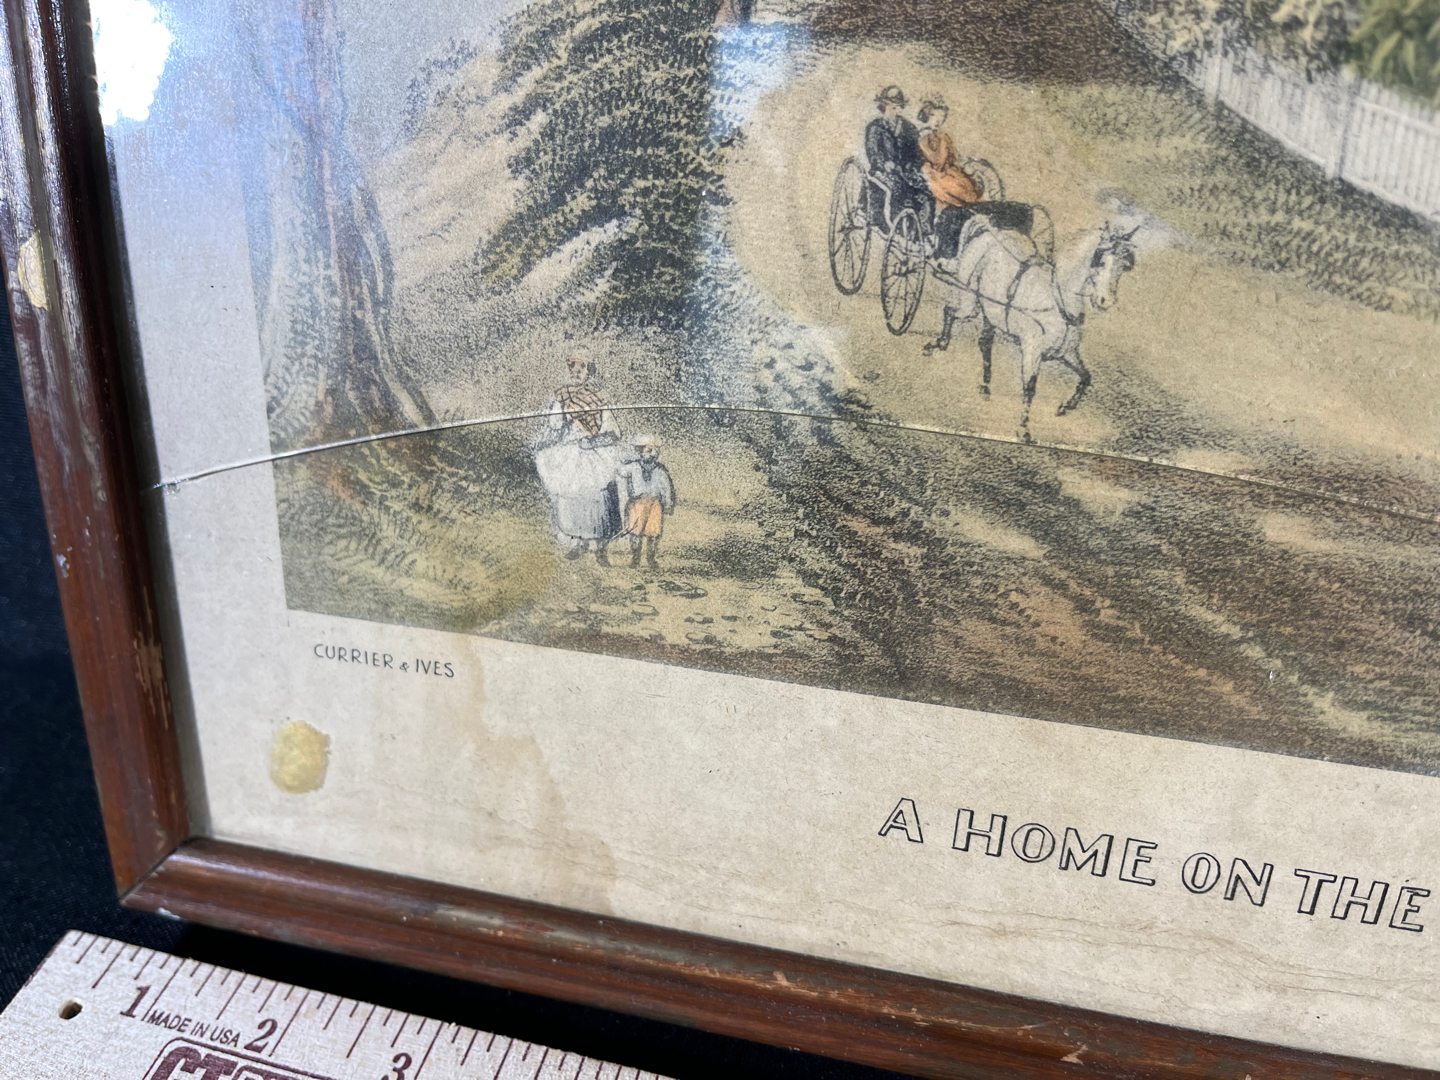 CURRIER & IVES
A HOME ON THE
1 MADE IN USA 2 3